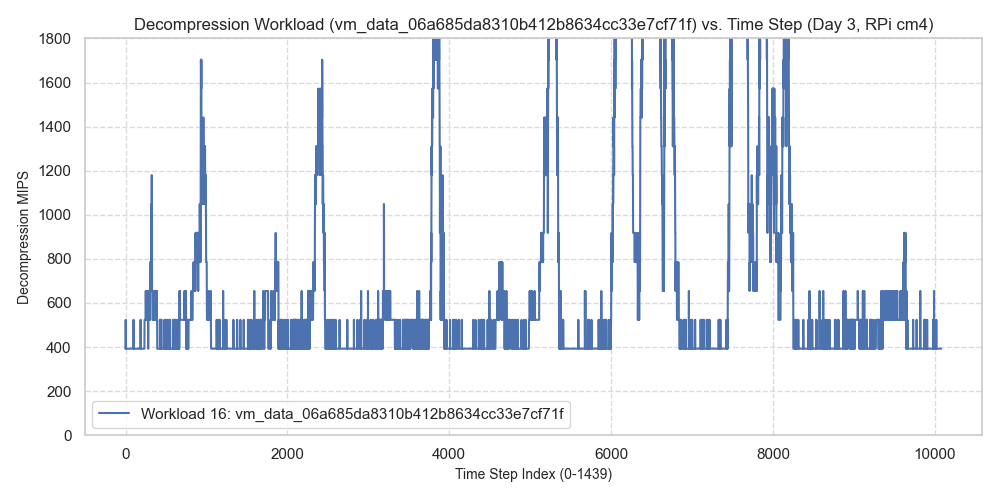 Decompression Workload (vm_data_06a685da8310b412b8634cc33e7cf71f) vs. Time Step (Day 3, RPi cm4)
1800
1600
1400
1200
1000
800
600
400
200
0
Decompression MIPS
Workload 16: vm_data_06a685da8310b412b8634cc33e7cf71f
0 2000 4000 6000 8000 10000
Time Step Index (0-1439)